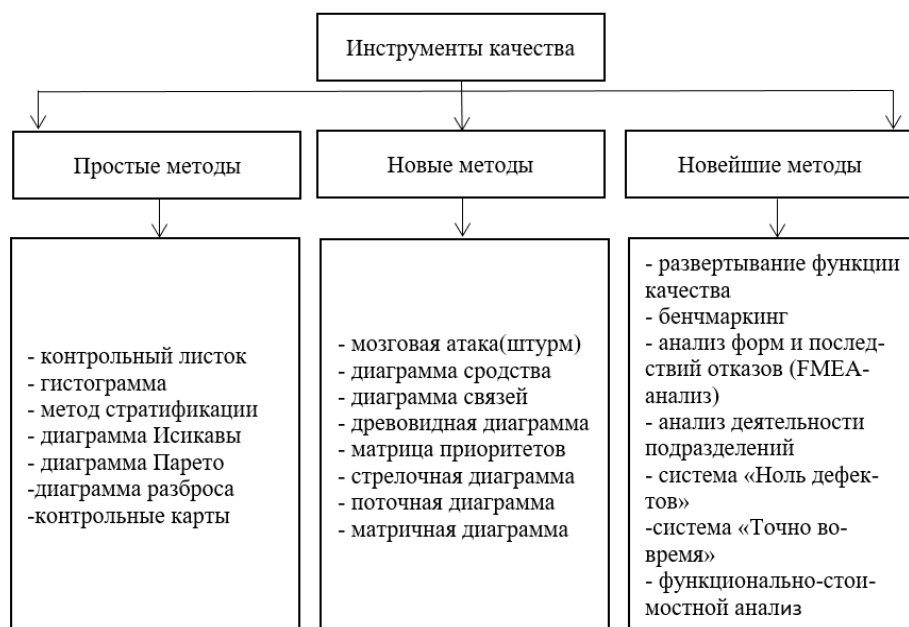 Инструменты качества
Простые методы
Новые методы
Новейшие методы
- контрольный листок
- гистограмма
- метод стратификации
- диаграмма Исикавы
- диаграмма Парето
-диаграмма разброса
-контрольные карты
- мозговая атака(штурм)
- диаграмма сродства
- диаграмма связей
- древовидная диаграмма
- матрица приоритетов
- стрелочная диаграмма
- поточная диаграмма
- матричная диаграмма
- развертывание функции
качества
- бенчмаркинг
- анализ форм и послед-
ствий отказов (FMEA-
анализ)
- анализ деятельности
подразделений
- система «Ноль дефек-
тов»
-система «Точно во-
время»
- функционально-стои-
мостной анализ